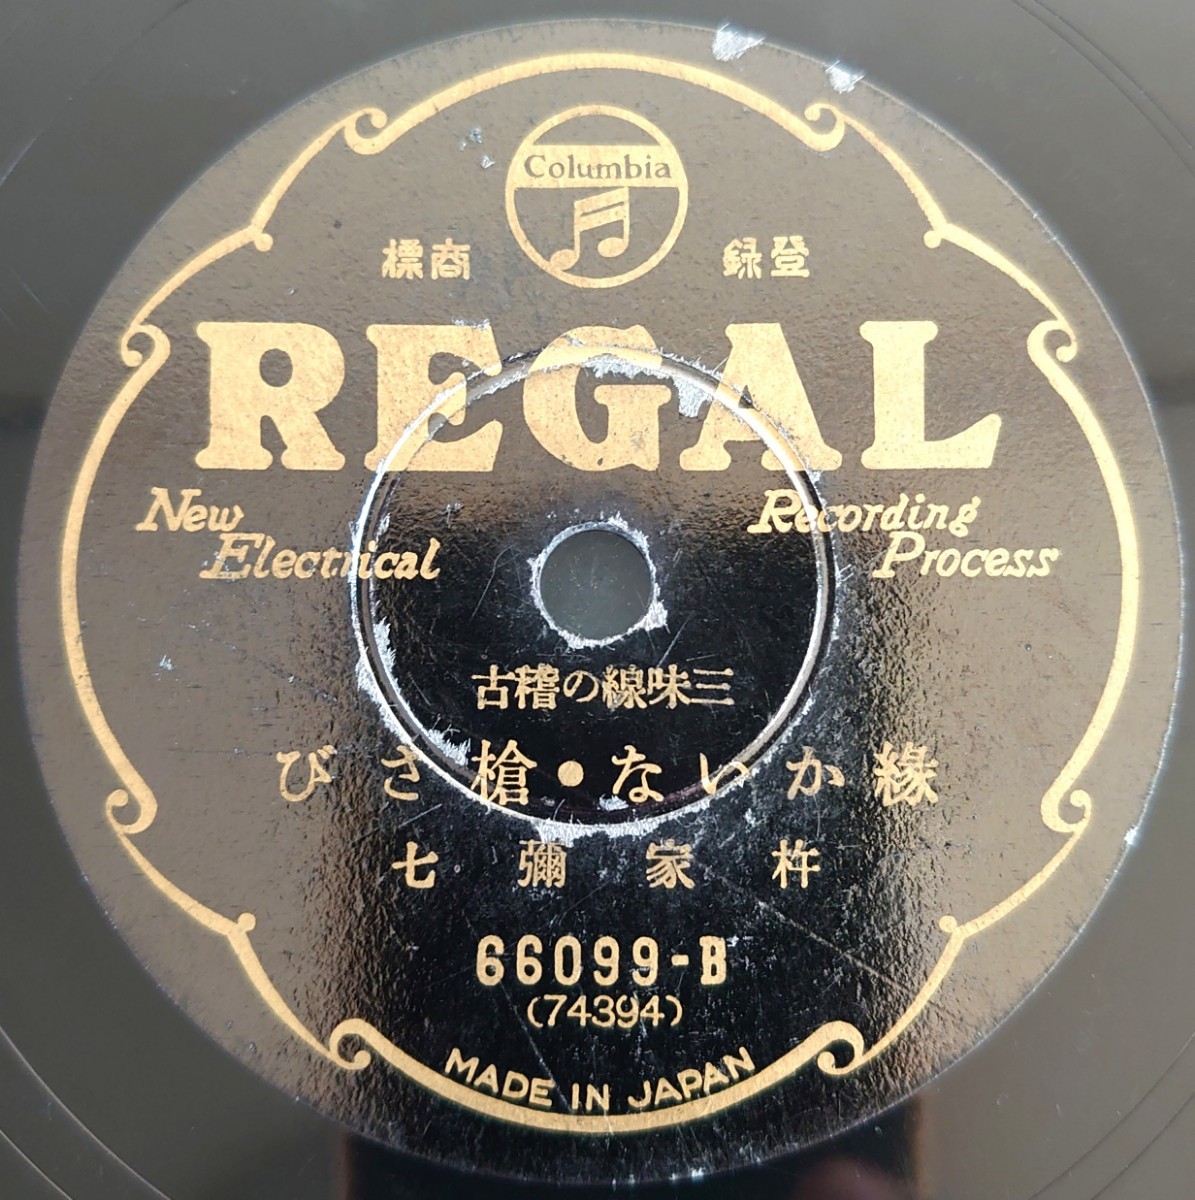 Columbia
登録 商標
REGAL
New Electrical
Recording Process
三味線の稽古
縁かいな・槍さび
杵家彌七
66099-B
(74394)
MADE IN JAPAN